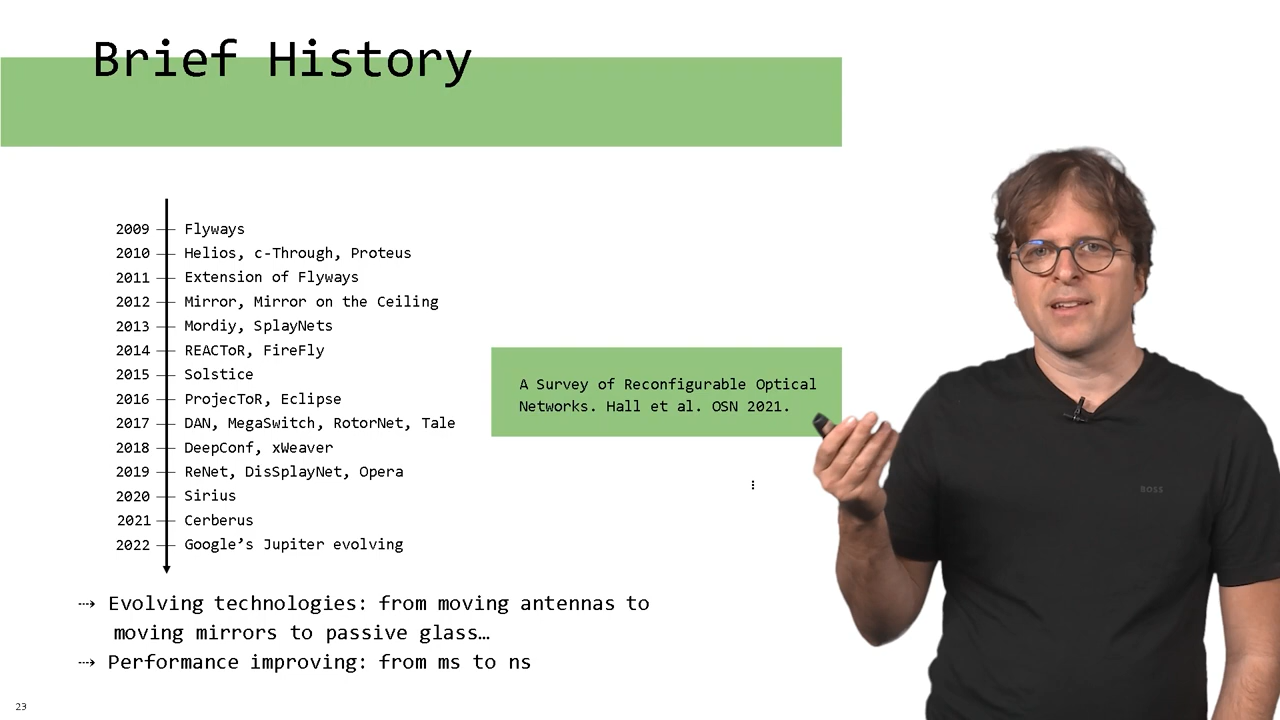 Brief History
2009 Flyways
2010 Helios, c-Through, Proteus
2011 Extension of Flyways
2012 Mirror, Mirror on the Ceiling
2013 Mordiy, SplayNets
2014 REACToR, FireFly
2015 Solstice
2016 ProjecToR, Eclipse
2017 DAN, MegaSwitch, RotorNet, Tale
2018 DeepConf, xWeaver
2019 ReNet, DisSplayNet, Opera
2020 Sirius
2021 Cerberus
2022 Google’s Jupiter evolving
A Survey of Reconfigurable Optical
Networks. Hall et al. OSN 2021.
⋮
⇢ Evolving technologies: from moving antennas to
moving mirrors to passive glass…
⇢ Performance improving: from ms to ns
BOSS
23